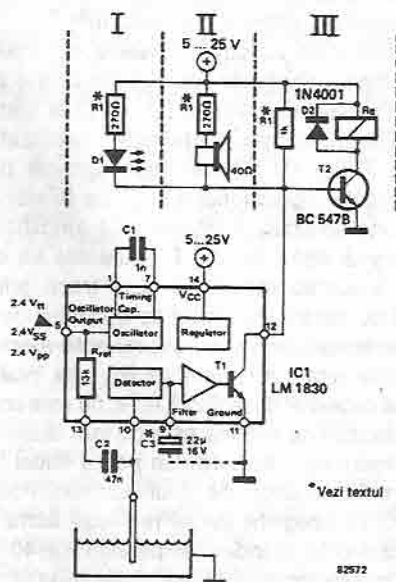 I II III
5 ... 25 V
1N4001
* R1 270Ω
* R1 270Ω
* R1 1k
D2
Re
D1
40Ω
T2
BC 547B
C1
1n
5...25V
1 7 14
Oscillator Output
Timing Cap.
VCC
12
5
2.4 Vtt
2.4VSS
2.4 Vpp
Oscillator
Regulator
Rref
13k
Detector
T1
IC1
LM 1830
Filter
Ground
13 10 9 11
C2
47n
* C3
22µ
16V
* Vezi textul
82572